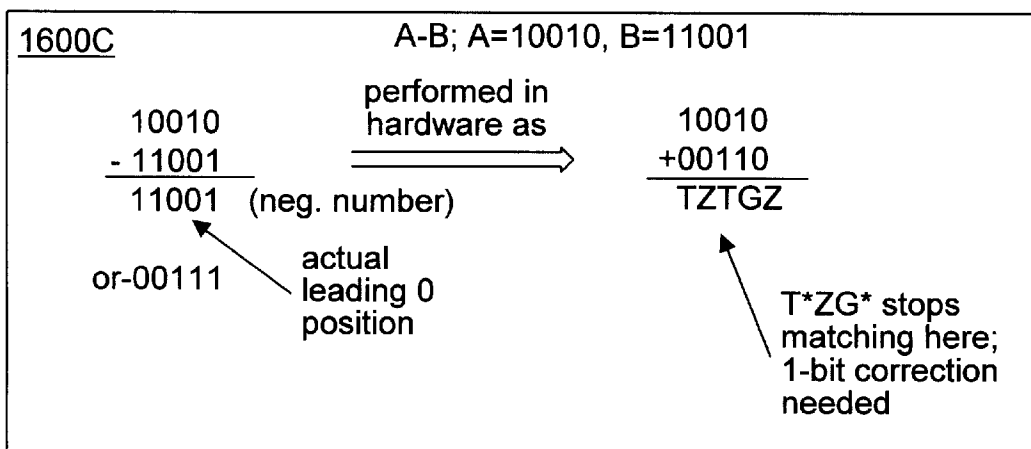 1600C
A-B; A=10010, B=11001
10010
- 11001
11001 (neg. number)
or-00111
actual
leading 0
position
performed in
hardware as
10010
+00110
TZTGZ
T*ZG* stops
matching here;
1-bit correction
needed